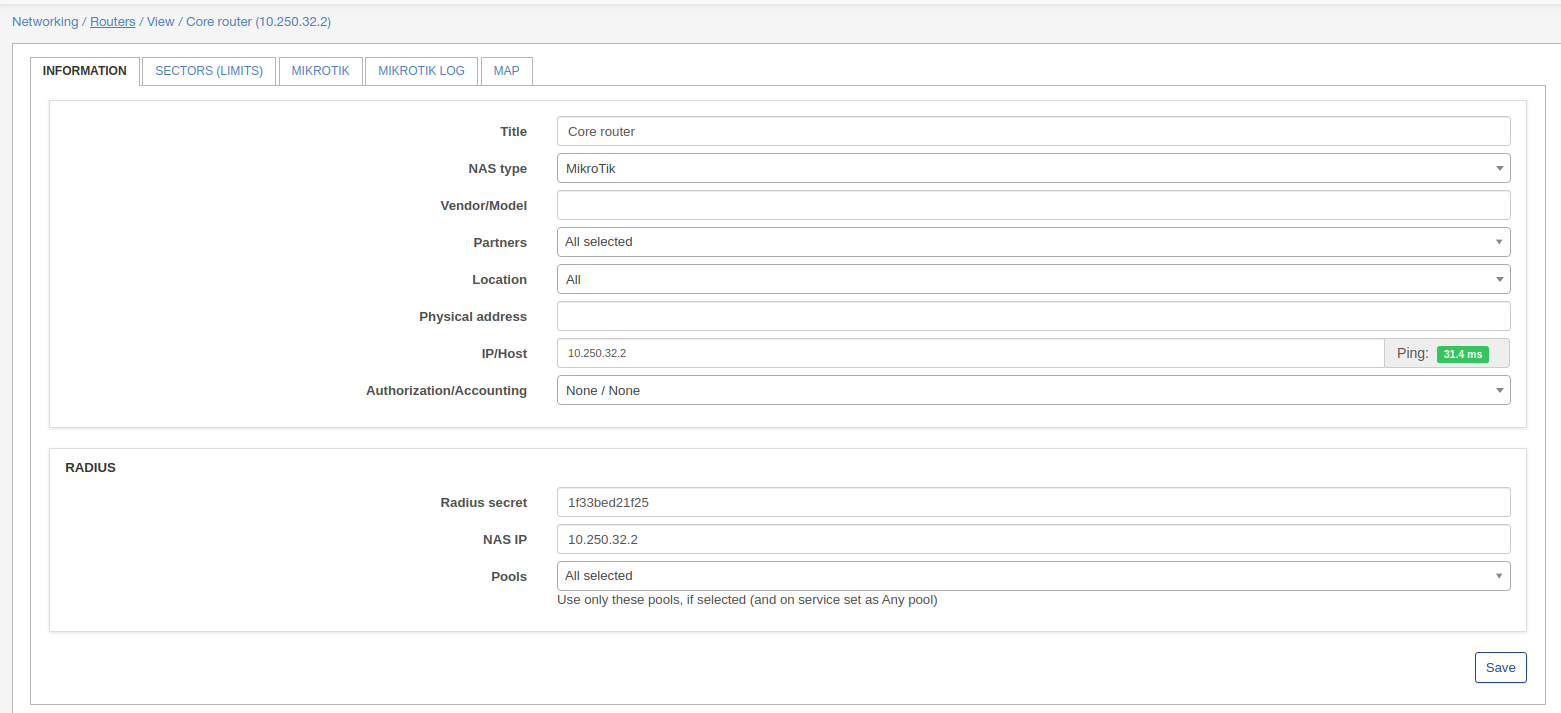 Networking / Routers / View / Core router (10.250.32.2)
INFORMATION SECTORS (LIMITS) MIKROTIK MIKROTIK LOG MAP
Title Core router
NAS type MikroTik
Vendor/Model
Partners All selected
Location All
Physical address
IP/Host 10.250.32.2 Ping: 31.4 ms
Authorization/Accounting None / None
RADIUS
Radius secret 1f33bed21f25
NAS IP 10.250.32.2
Pools All selected
Use only these pools, if selected (and on service set as Any pool)
Save